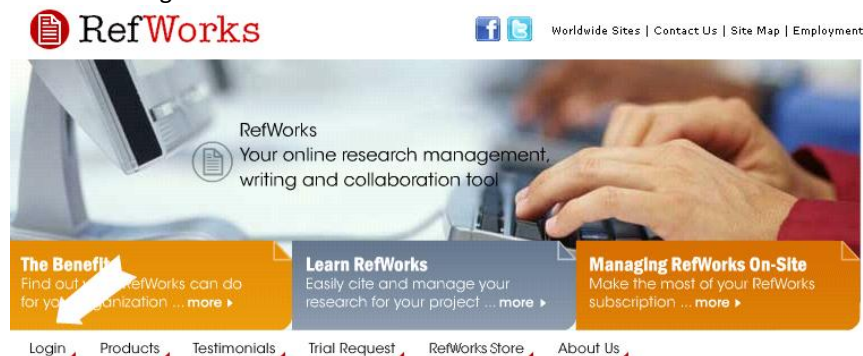 RefWorks
Worldwide Sites | Contact Us | Site Map | Employment
RefWorks
Your online research management,
writing and collaboration tool
The Benefit
Find out RefWorks can do
for your organization ... more
Learn RefWorks
Easily cite and manage your
research for your project ... more
Managing RefWorks On-Site
Make the most of your RefWorks
subscription ... more
Login Products Testimonials Trial Request RefWorks Store About Us